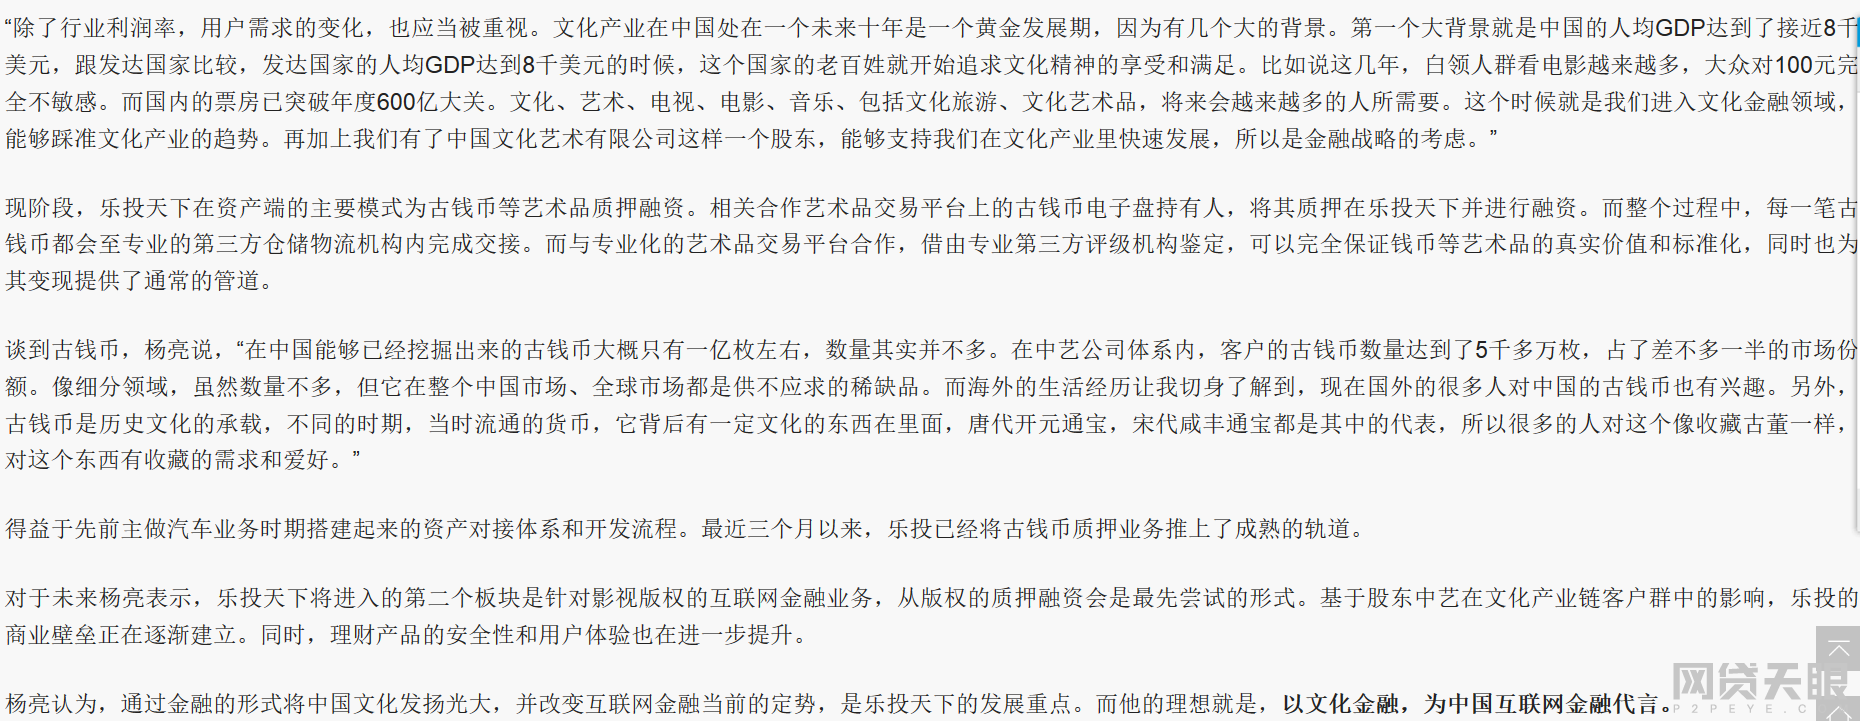 “除了行业利润率，用户需求的变化，也应当被重视。文化产业在中国处在一个未来十年是一个黄金发展期，因为有几个大的背景。第一个大背景就是中国的人均GDP达到了接近8千
美元，跟发达国家比较，发达国家的人均GDP达到8千美元的时候，这个国家的老百姓就开始追求文化精神的享受和满足。比如说这几年，白领人群看电影越来越多，大众对100元完
全不敏感。而国内的票房已突破年度600亿大关。文化、艺术、电视、电影、音乐、包括文化旅游、文化艺术品，将来会越来越多的人所需要。这个时候就是我们进入文化金融领域，
能够踩准文化产业的趋势。再加上我们有了中国文化艺术有限公司这样一个股东，能够支持我们在文化产业里快速发展，所以是金融战略的考虑。”
现阶段，乐投天下在资产端的主要模式为古钱币等艺术品质押融资。相关合作艺术品交易平台上的古钱币电子盘持有人，将其质押在乐投天下并进行融资。而整个过程中，每一笔古
钱币都会至专业的第三方仓储物流机构内完成交接。而与专业化的艺术品交易平台合作，借由专业第三方评级机构鉴定，可以完全保证钱币等艺术品的真实价值和标准化，同时也为
其变现提供了通常的管道。
谈到古钱币，杨亮说，“在中国能够已经挖掘出来的古钱币大概只有一亿枚左右，数量其实并不多。在中艺公司体系内，客户的古钱币数量达到了5千多万枚，占了差不多一半的市场份
额。像细分领域，虽然数量不多，但它在整个中国市场、全球市场都是供不应求的稀缺品。而海外的生活经历让我切身了解到，现在国外的很多人对中国的古钱币也有兴趣。另外，
古钱币是历史文化的承载，不同的时期，当时流通的货币，它背后有一定文化的东西在里面，唐代开元通宝，宋代咸丰通宝都是其中的代表，所以很多的人对这个像收藏古董一样，
对这个东西有收藏的需求和爱好。”
得益于先前主做汽车业务时期搭建起来的资产对接体系和开发流程。最近三个月以来，乐投已经将古钱币质押业务推上了成熟的轨道。
对于未来杨亮表示，乐投天下将进入的第二个板块是针对影视版权的互联网金融业务，从版权的质押融资会是最先尝试的形式。基于股东中艺在文化产业链客户群中的影响，乐投的
商业壁垒正在逐渐建立。同时，理财产品的安全性和用户体验也在进一步提升。
杨亮认为，通过金融的形式将中国文化发扬光大，并改变互联网金融当前的定势，是乐投天下的发展重点。而他的理想就是，以文化金融，为中国互联网金融代言。
网贷天眼
P2PEYE.C